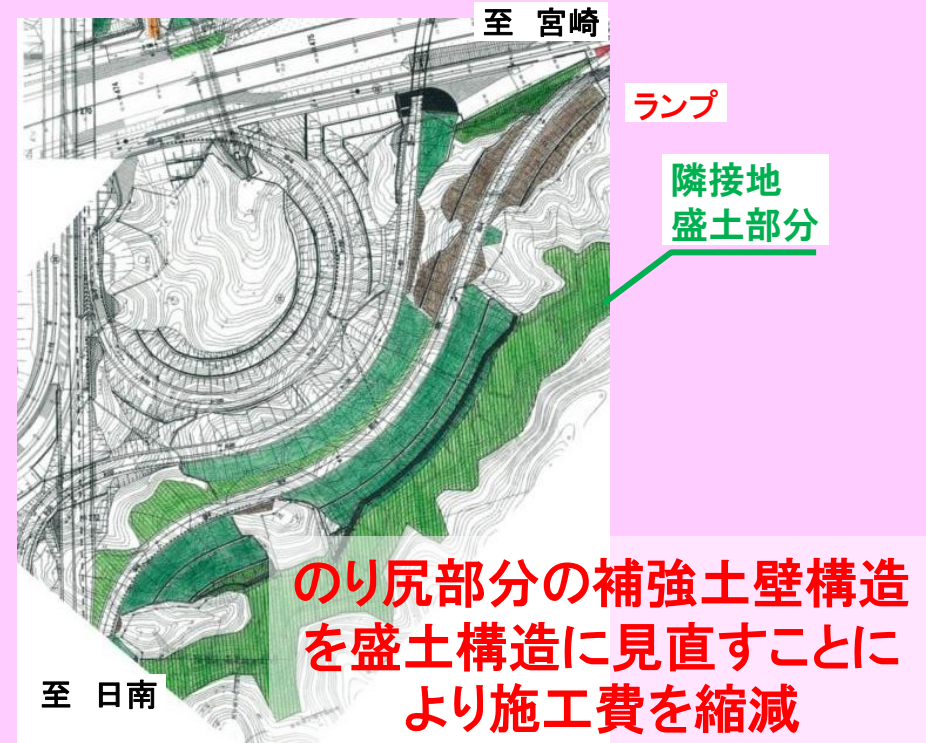 至 宮崎
ランプ
隣接地
盛土部分
のり尻部分の補強土壁構造
を盛土構造に見直すことに
より施工費を縮減
至 日南